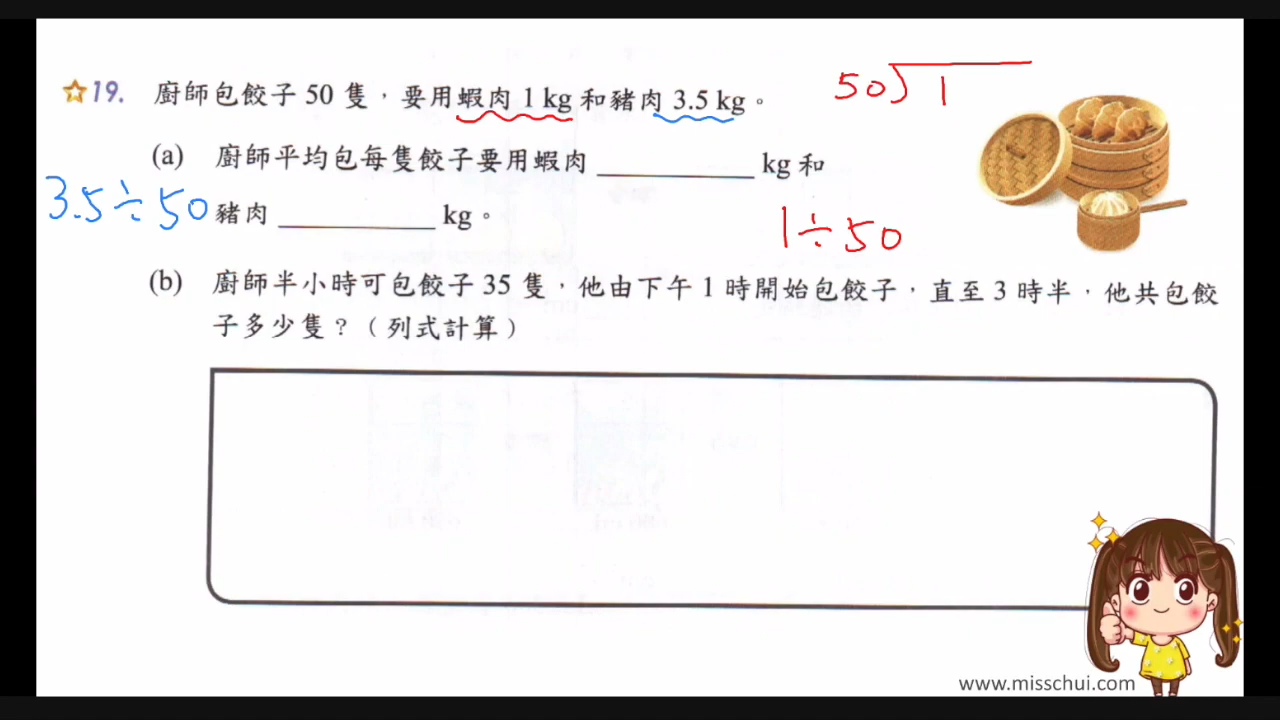 ☆19. 廚師包餃子 50 隻，要用蝦肉 1 kg 和豬肉 3.5 kg。
50 1
(a) 廚師平均包每隻餃子要用蝦肉 ________ kg 和
3.5÷50
豬肉 ________ kg。
1÷50
(b) 廚師半小時可包餃子 35 隻，他由下午 1 時開始包餃子，直至 3 時半，他共包餃
子多少隻？（列式計算）
www.misschui.com